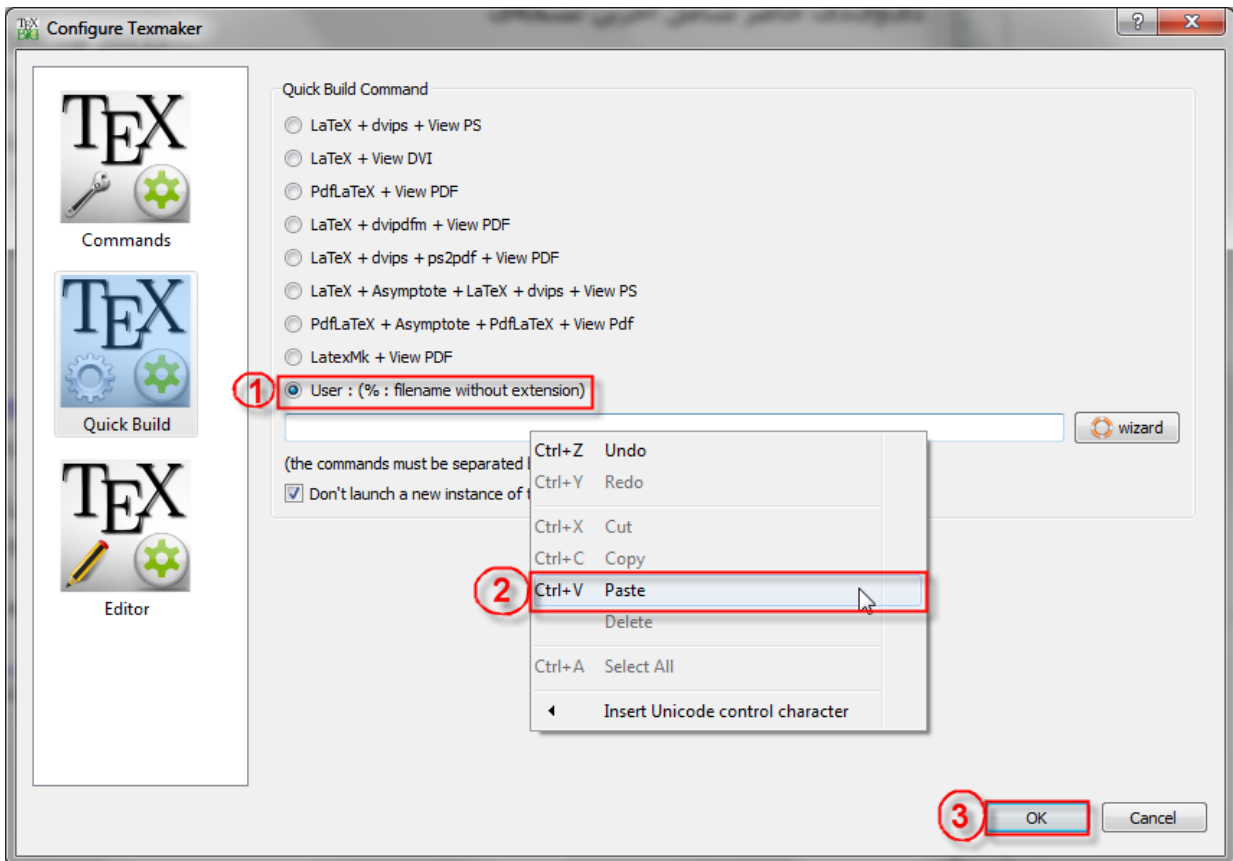 Configure Texmaker
TEX
Commands
TEX
Quick Build
TEX
Editor
Quick Build Command
LaTeX + dvips + View PS
LaTeX + View DVI
PdfLaTeX + View PDF
LaTeX + dvipdfm + View PDF
LaTeX + dvips + ps2pdf + View PDF
LaTeX + Asymptote + LaTeX + dvips + View PS
PdfLaTeX + Asymptote + PdfLaTeX + View Pdf
LatexMk + View PDF
1 User : (% : filename without extension)
wizard
(the commands must be separated
Don't launch a new instance of
Ctrl+Z Undo
Ctrl+Y Redo
Ctrl+X Cut
Ctrl+C Copy
2 Ctrl+V Paste
Delete
Ctrl+A Select All
Insert Unicode control character
3 OK Cancel